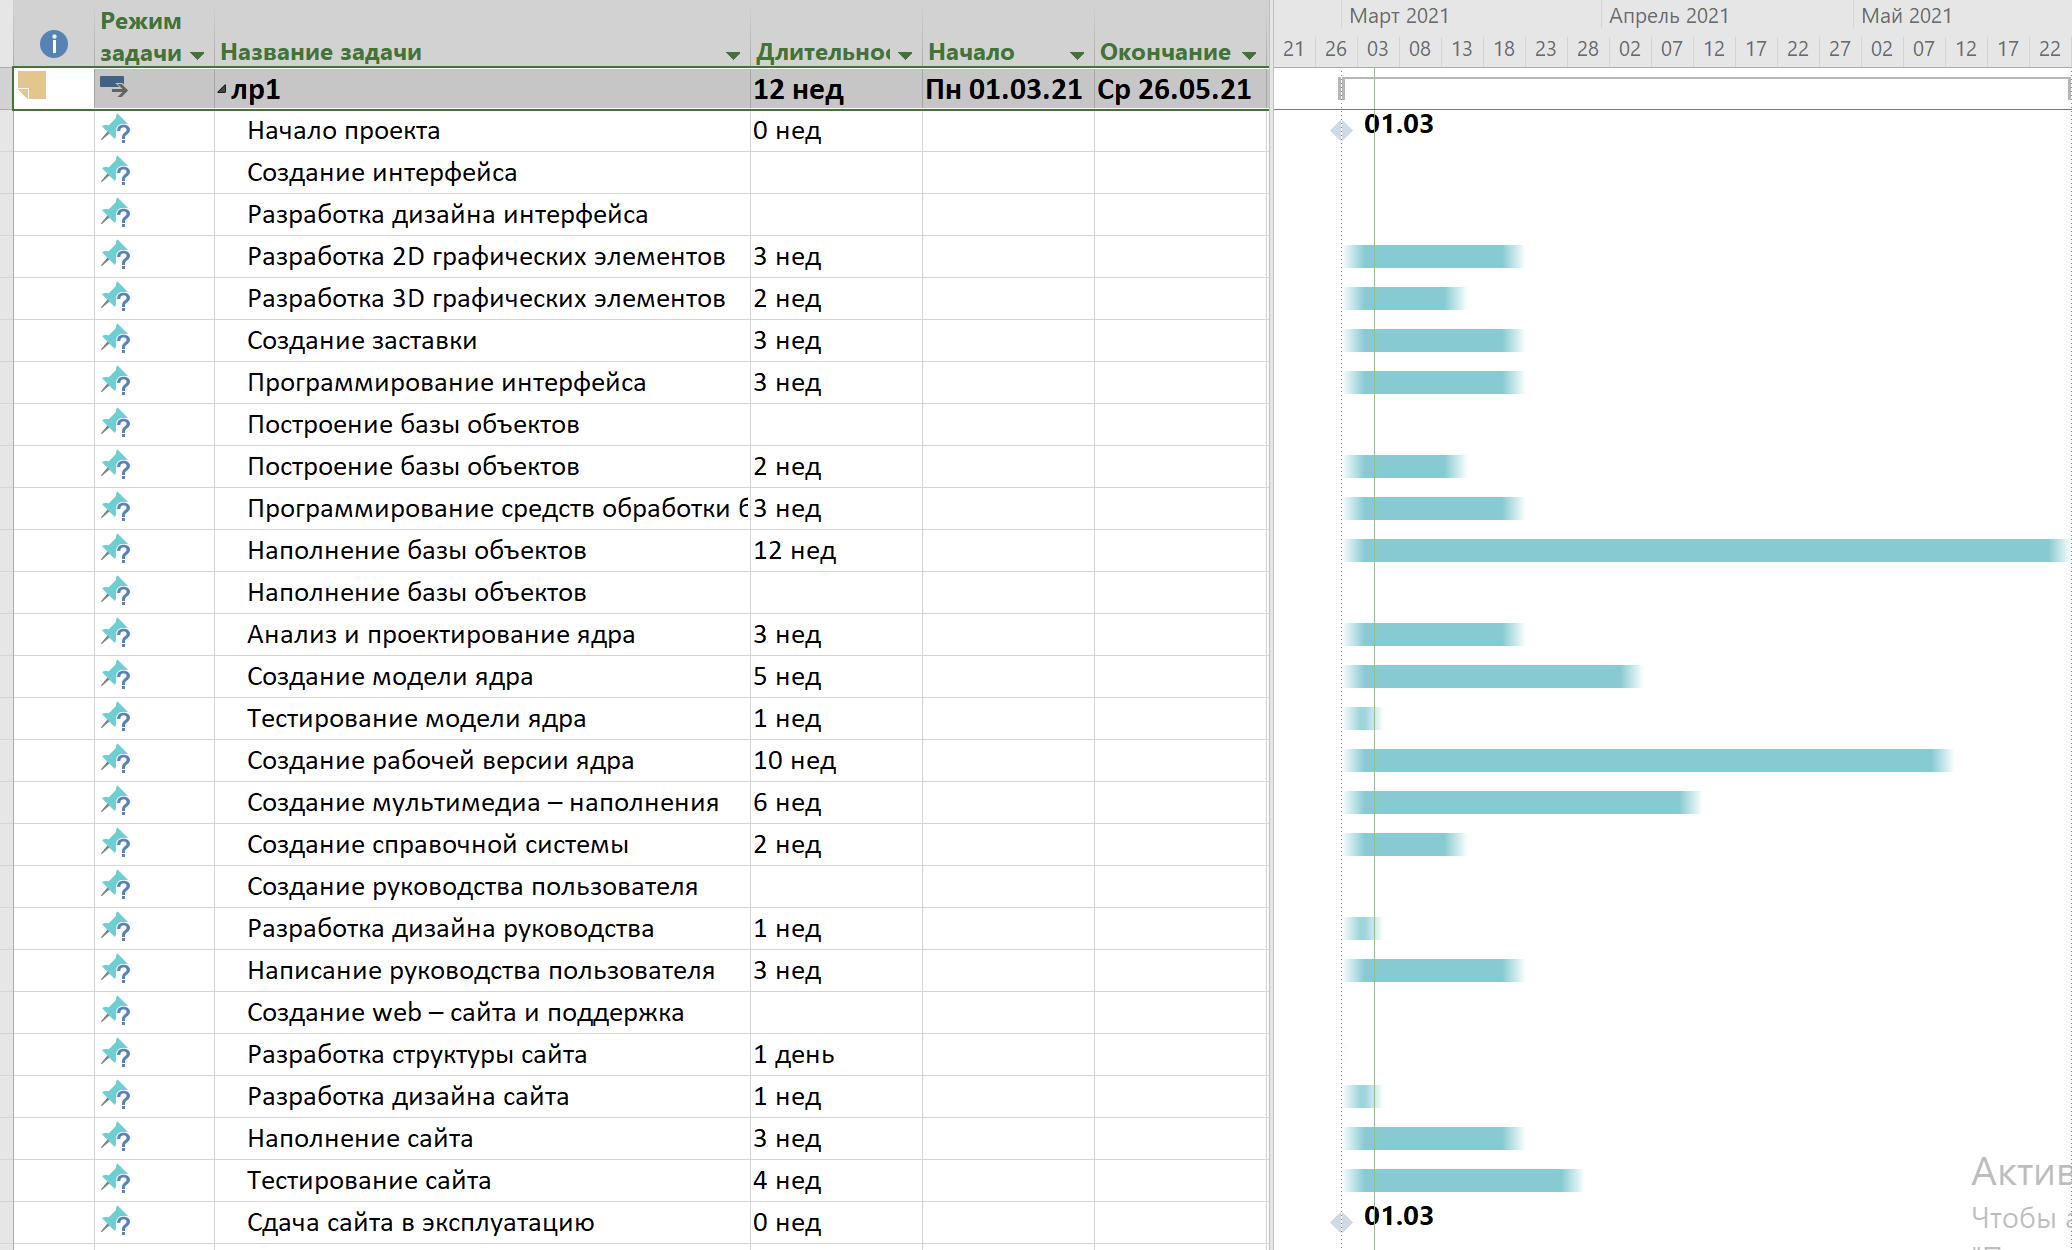 Режим задачи Название задачи Длительнос Начало Окончание
Март 2021 Апрель 2021 Май 2021
21 26 03 08 13 18 23 28 02 07 12 17 22 27 02 07 12 17 22
лр1 12 нед Пн 01.03.21 Ср 26.05.21
Начало проекта 0 нед 01.03
Создание интерфейса
Разработка дизайна интерфейса
Разработка 2D графических элементов 3 нед
Разработка 3D графических элементов 2 нед
Создание заставки 3 нед
Программирование интерфейса 3 нед
Построение базы объектов
Построение базы объектов 2 нед
Программирование средств обработки б 3 нед
Наполнение базы объектов 12 нед
Наполнение базы объектов
Анализ и проектирование ядра 3 нед
Создание модели ядра 5 нед
Тестирование модели ядра 1 нед
Создание рабочей версии ядра 10 нед
Создание мультимедиа – наполнения 6 нед
Создание справочной системы 2 нед
Создание руководства пользователя
Разработка дизайна руководства 1 нед
Написание руководства пользователя 3 нед
Создание web – сайта и поддержка
Разработка структуры сайта 1 день
Разработка дизайна сайта 1 нед
Наполнение сайта 3 нед
Тестирование сайта 4 нед
Сдача сайта в эксплуатацию 0 нед 01.03
Актив
Чтобы